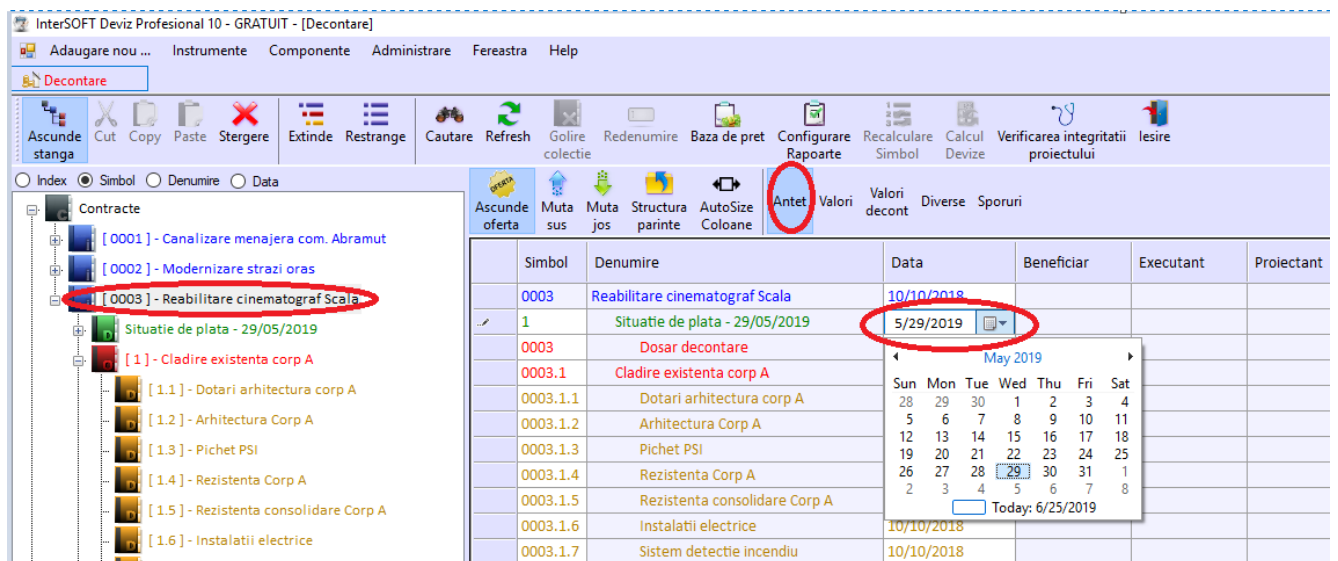 InterSOFT Deviz Profesional 10 - GRATUIT - [Decontare]
Adaugare nou ... Instrumente Componente Administrare Fereastra Help
Decontare
Ascunde stanga Cut Copy Paste Stergere Extinde Restrange Cautare Refresh Golire colectie Redenumire Baza de pret Configurare Rapoarte Recalculare Simbol Calcul Devize Verificarea integritatii proiectului Iesire
Index Simbol Denumire Data
Contracte
[ 0001 ] - Canalizare menajera com. Abramut
[ 0002 ] - Modernizare strazi oras
[ 0003 ] - Reabilitare cinematograf Scala
Situatie de plata - 29/05/2019
[ 1 ] - Cladire existenta corp A
[ 1.1 ] - Dotari arhitectura corp A
[ 1.2 ] - Arhitectura Corp A
[ 1.3 ] - Pichet PSI
[ 1.4 ] - Rezistenta Corp A
[ 1.5 ] - Rezistenta consolidare Corp A
[ 1.6 ] - Instalatii electrice
OFERTA
Ascunde oferta Muta sus Muta jos Structura parinte AutoSize Coloane Antet Valori Valori decont Diverse Sporuri
Simbol Denumire Data Beneficiar Executant Proiectant
0003 Reabilitare cinematograf Scala 10/10/2018
1 Situatie de plata - 29/05/2019 5/29/2019
0003 Dosar decontare
0003.1 Cladire existenta corp A
0003.1.1 Dotari arhitectura corp A
0003.1.2 Arhitectura Corp A
0003.1.3 Pichet PSI
0003.1.4 Rezistenta Corp A
0003.1.5 Rezistenta consolidare Corp A
0003.1.6 Instalatii electrice 10/10/2018
0003.1.7 Sistem detectie incendiu 10/10/2018
May 2019
Sun Mon Tue Wed Thu Fri Sat
28 29 30 1 2 3 4
5 6 7 8 9 10 11
12 13 14 15 16 17 18
19 20 21 22 23 24 25
26 27 28 29 30 31 1
2 3 4 5 6 7 8
Today: 6/25/2019